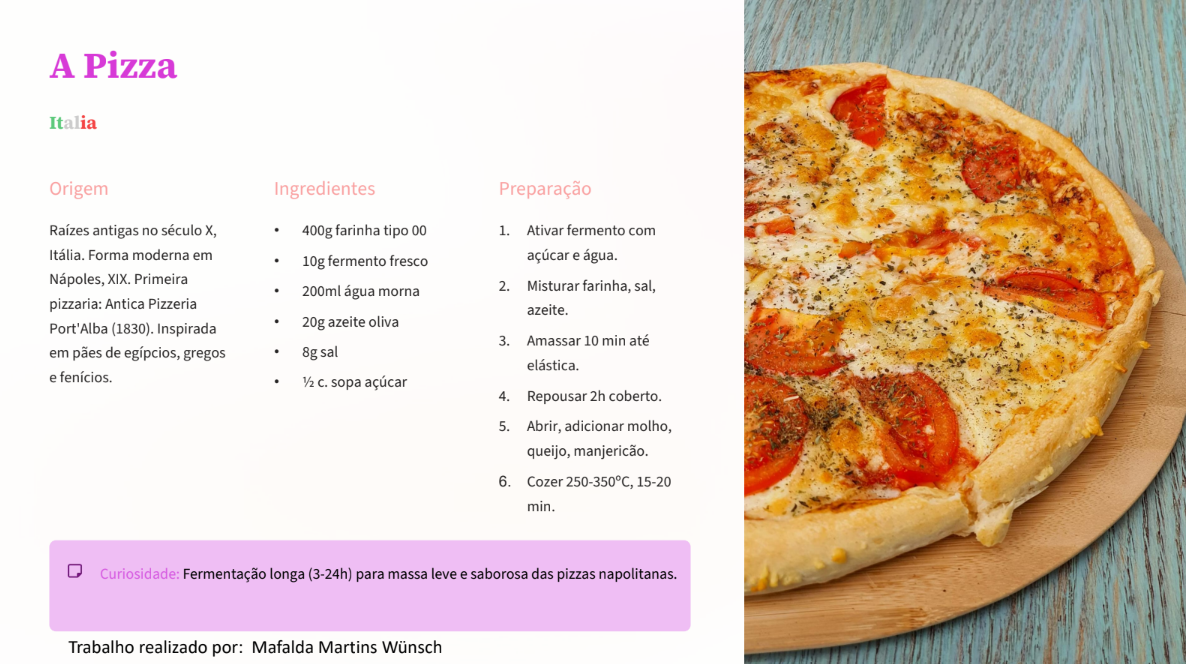 A Pizza
Italia
Origem
Raízes antigas no século X,
Itália. Forma moderna em
Nápoles, XIX. Primeira
pizzaria: Antica Pizzeria
Port'Alba (1830). Inspirada
em pães de egípcios, gregos
e fenícios.
Ingredientes
• 400g farinha tipo 00
• 10g fermento fresco
• 200ml água morna
• 20g azeite oliva
• 8g sal
• ½ c. sopa açúcar
Preparação
1. Ativar fermento com
açúcar e água.
2. Misturar farinha, sal,
azeite.
3. Amassar 10 min até
elástica.
4. Repousar 2h coberto.
5. Abrir, adicionar molho,
queijo, manjericão.
6. Cozer 250-350ºC, 15-20
min.
Curiosidade: Fermentação longa (3-24h) para massa leve e saborosa das pizzas napolitanas.
Trabalho realizado por: Mafalda Martins Wünsch